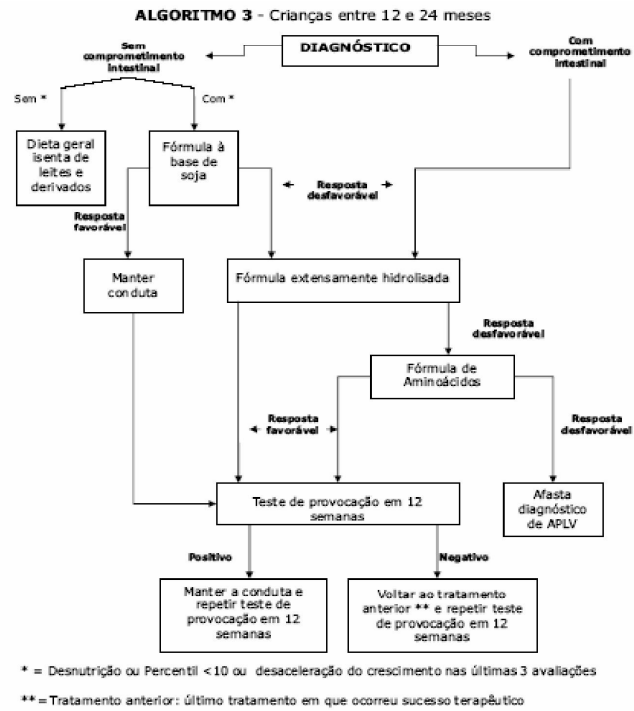 ALGORITMO 3 - Crianças entre 12 e 24 meses
DIAGNÓSTICO
Sem
comprometimento
intestinal
Com
comprometimento
intestinal
Sem *
Com *
Dieta geral
isenta de
leites e
derivados
Fórmula à
base de
soja
Resposta
desfavorável
Resposta
favorável
Manter
conduta
Fórmula extensamente hidrolisada
Resposta
desfavorável
Fórmula de
Aminoácidos
Resposta
favorável
Resposta
desfavorável
Teste de provocação em 12
semanas
Afasta
diagnóstico
de APLV
Positivo
Negativo
Manter a conduta e
repetir teste de
provocação em 12
semanas
Voltar ao tratamento
anterior ** e repetir teste
de provocação em 12
semanas
* = Desnutrição ou Percentil <10 ou desaceleração do crescimento nas últimas 3 avaliações
**=Tratamento anterior: último tratamento em que ocorreu sucesso terapêutico